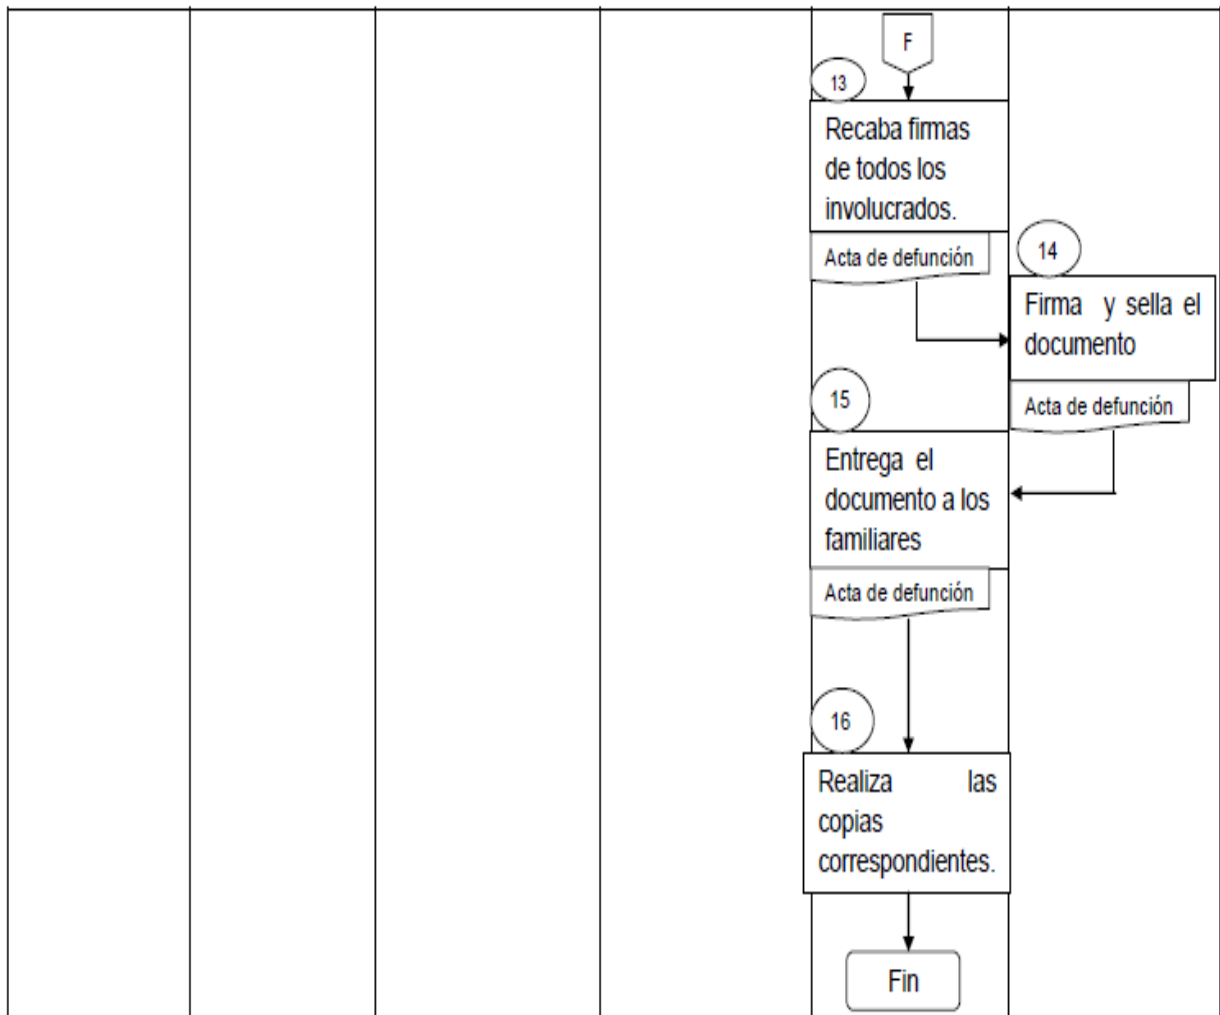 F
13
Recaba firmas
de todos los
involucrados.
Acta de defunción
14
Firma y sella el
documento
Acta de defunción
15
Entrega el
documento a los
familiares
Acta de defunción
16
Realiza las
copias
correspondientes.
Fin